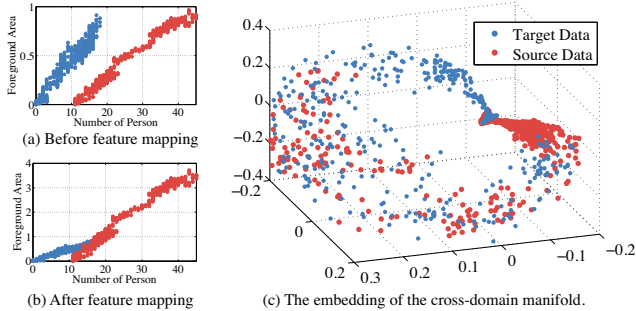 1
0.5
0
Foreground Area
0 10 20 30 40
Number of Person
(a) Before feature mapping
4
3
2
1
0
Foreground Area
0 10 20 30 40
Number of Person
(b) After feature mapping
Target Data
Source Data
0.4
0.2
0
−0.2
−0.4
−0.2
0
0.2
0.3
0.2
0.1
0
−0.1
−0.2
(c) The embedding of the cross-domain manifold.